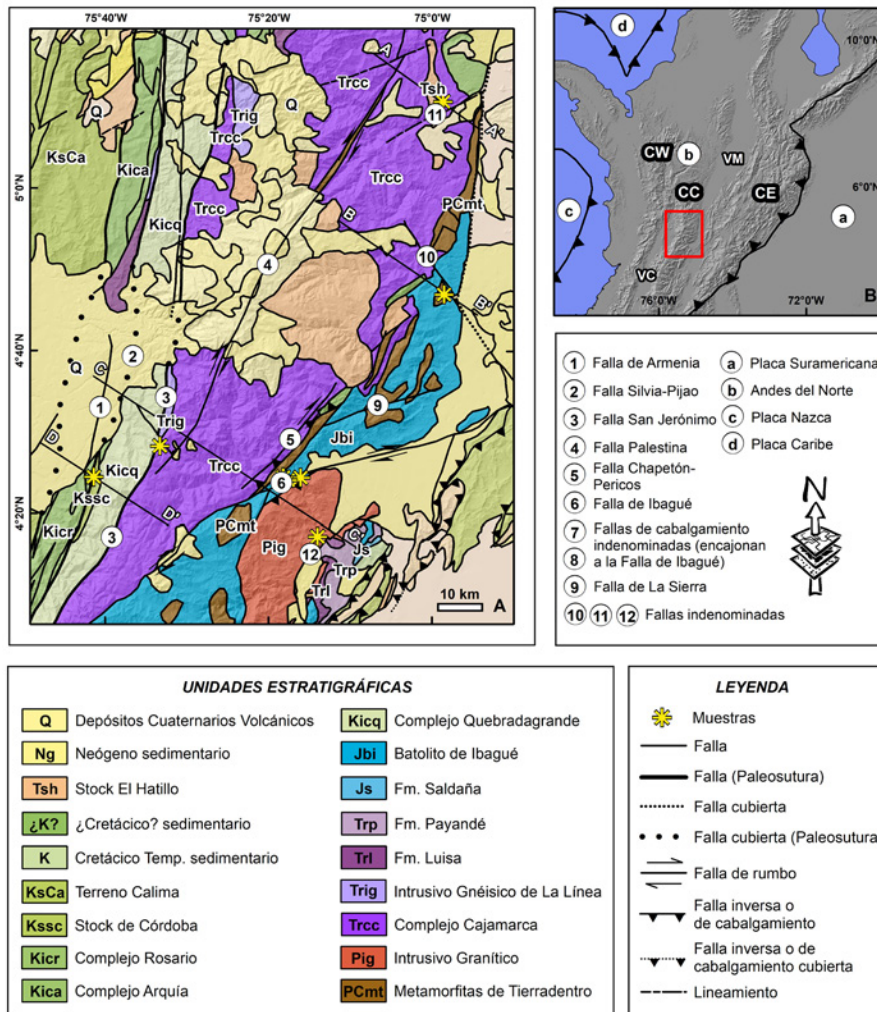 75°40'W
75°20'W
75°0'W
5°0'N
4°40'N
4°20'N
Q
Trcc
Trig
Q
A
Tsh
11
A'
KsCa
Kica
Trcc
Kicq
Trcc
Trcc
PCmt
B
4
10
B'
2
Q
C
1
3
Trig
9
D
5
Jbi
Trcc
Kicq
Kssc
6
D'
3
PCmt
Kicr
Pig
C'
12
Js
Trp
Trl
10 km
A
d
10°0'N
CW
b
VM
CC
CE
6°0'N
c
a
VC
76°0'W
72°0'W
B
1 Falla de Armenia
2 Falla Silvia-Pijao
3 Falla San Jerónimo
4 Falla Palestina
5 Falla Chapetón-
Pericos
6 Falla de Ibagué
7 Fallas de cabalgamiento
8 indenominadas (encajonan
a la Falla de Ibagué)
9 Falla de La Sierra
10 11 12 Fallas indenominadas
a Placa Suramericana
b Andes del Norte
c Placa Nazca
d Placa Caribe
N
UNIDADES ESTRATIGRÁFICAS
Q Depósitos Cuaternarios Volcánicos
Ng Neógeno sedimentario
Tsh Stock El Hatillo
¿K? ¿Cretácico? sedimentario
K Cretácico Temp. sedimentario
KsCa Terreno Calima
Kssc Stock de Córdoba
Kicr Complejo Rosario
Kica Complejo Arquía
Kicq Complejo Quebradagrande
Jbi Batolito de Ibagué
Js Fm. Saldaña
Trp Fm. Payandé
Trl Fm. Luisa
Trig Intrusivo Gnéisico de La Línea
Trcc Complejo Cajamarca
Pig Intrusivo Granítico
PCmt Metamorfitas de Tierradentro
LEYENDA
Muestras
Falla
Falla (Paleosutura)
Falla cubierta
Falla cubierta (Paleosutura
Falla de rumbo
Falla inversa o
de cabalgamiento
Falla inversa o de
cabalgamiento cubierta
Lineamiento